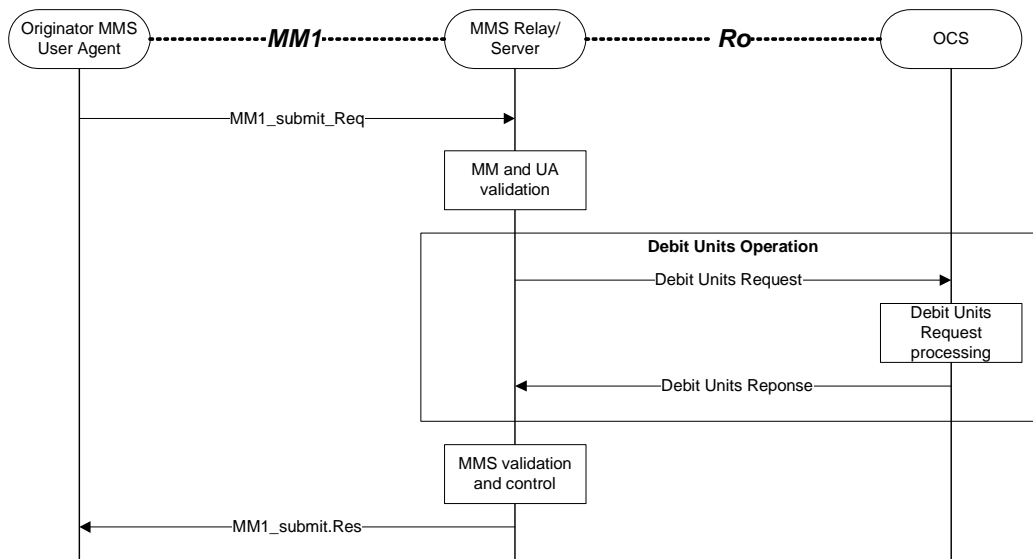 Originator MMS
User Agent
MM1
MMS Relay/
Server
Ro
OCS
MM1_submit_Req
MM and UA
validation
Debit Units Operation
Debit Units Request
Debit Units
Request
processing
Debit Units Reponse
MMS validation
and control
MM1_submit.Res